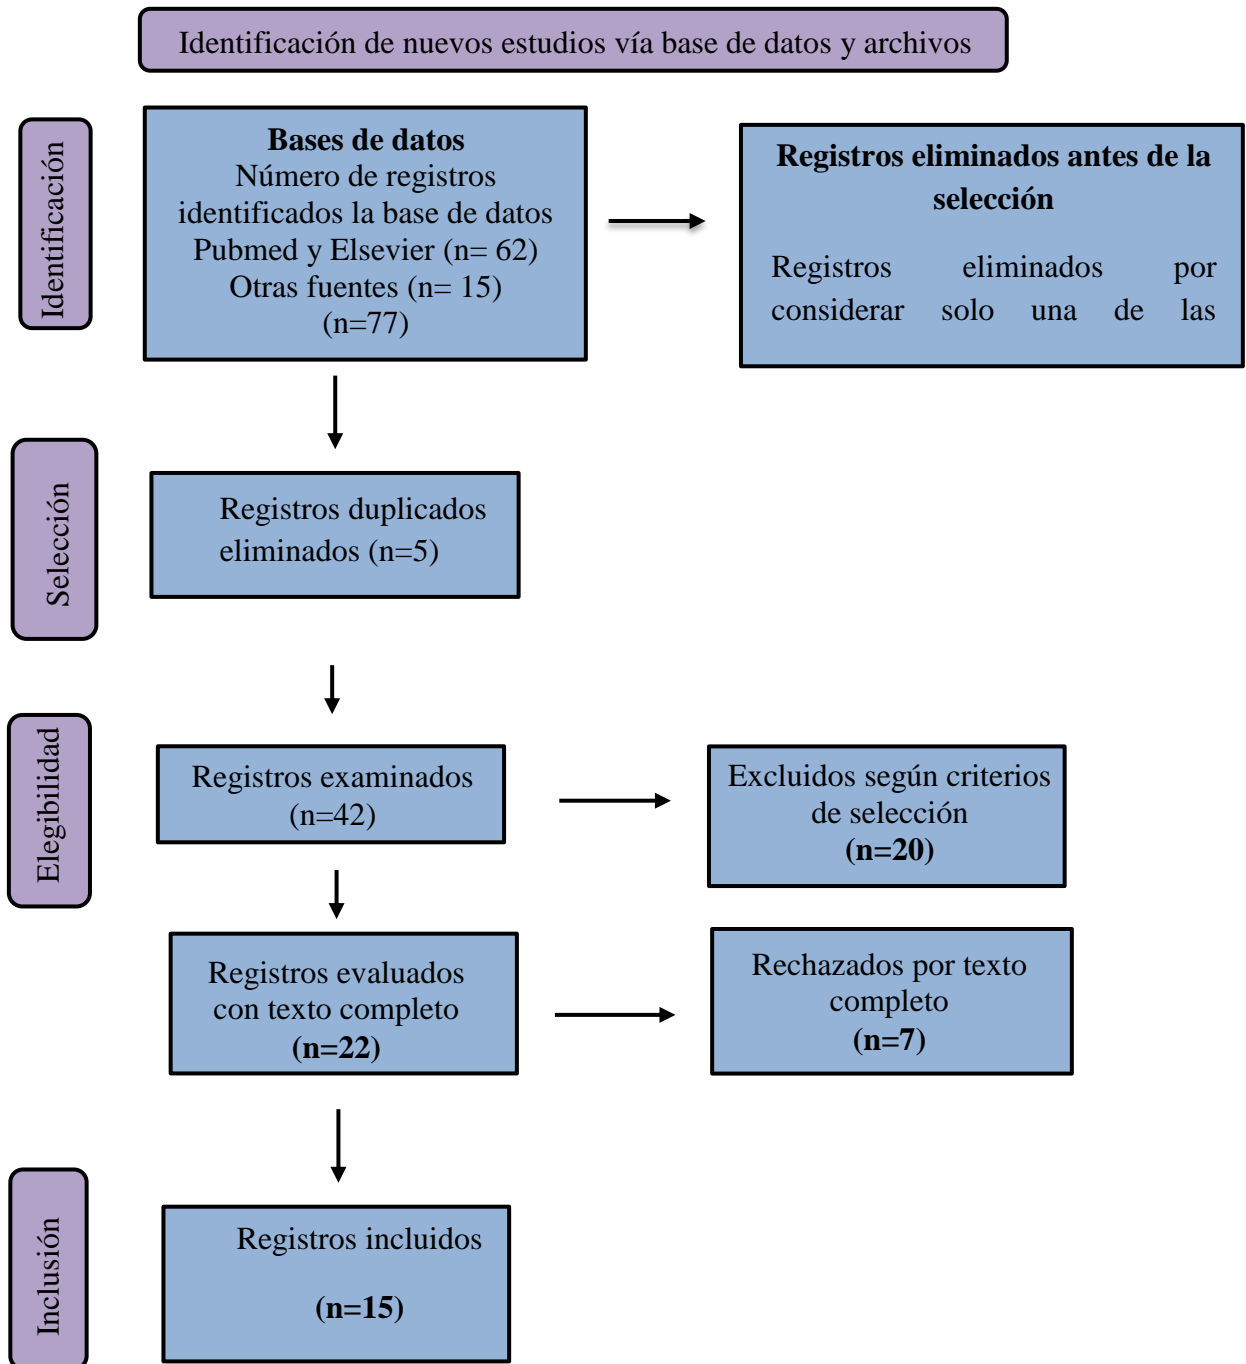 Identificación de nuevos estudios vía base de datos y archivos
Identificación
Bases de datos
Número de registros
identificados la base de datos
Pubmed y Elsevier (n= 62)
Otras fuentes (n= 15)
(n=77)
Registros eliminados antes de la
selección
Registros eliminados por
considerar solo una de las
Selección
Registros duplicados
eliminados (n=5)
Elegibilidad
Registros examinados
(n=42)
Excluidos según criterios
de selección
(n=20)
Registros evaluados
con texto completo
(n=22)
Rechazados por texto
completo
(n=7)
Inclusión
Registros incluidos
(n=15)